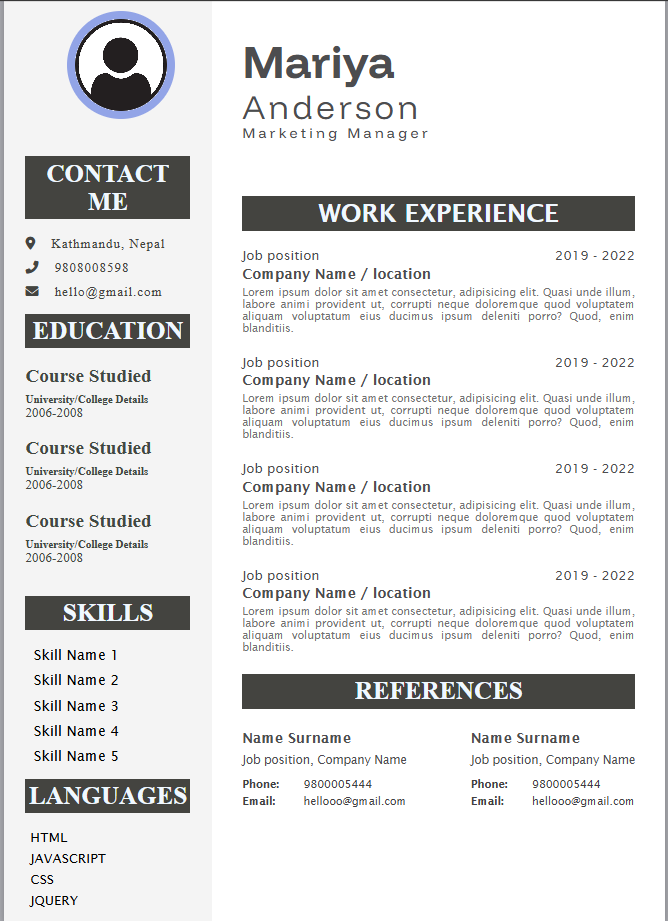 Mariya
Anderson
Marketing Manager
CONTACT
ME
Kathmandu, Nepal
9808008598
hello@gmail.com
EDUCATION
Course Studied
University/College Details
2006-2008
Course Studied
University/College Details
2006-2008
Course Studied
University/College Details
2006-2008
SKILLS
Skill Name 1
Skill Name 2
Skill Name 3
Skill Name 4
Skill Name 5
LANGUAGES
HTML
JAVASCRIPT
CSS
JQUERY
WORK EXPERIENCE
Job position 2019 - 2022
Company Name / location
Lorem ipsum dolor sit amet consectetur, adipisicing elit. Quasi unde illum,
labore animi provident ut, corrupti neque doloremque quod voluptatem
aliquam voluptatum eius ducimus ipsum deleniti porro? Quod, enim
blanditiis.
Job position 2019 - 2022
Company Name / location
Lorem ipsum dolor sit amet consectetur, adipisicing elit. Quasi unde illum,
labore animi provident ut, corrupti neque doloremque quod voluptatem
aliquam voluptatum eius ducimus ipsum deleniti porro? Quod, enim
blanditiis.
Job position 2019 - 2022
Company Name / location
Lorem ipsum dolor sit amet consectetur, adipisicing elit. Quasi unde illum,
labore animi provident ut, corrupti neque doloremque quod voluptatem
aliquam voluptatum eius ducimus ipsum deleniti porro? Quod, enim
blanditiis.
Job position 2019 - 2022
Company Name / location
Lorem ipsum dolor sit amet consectetur, adipisicing elit. Quasi unde illum,
labore animi provident ut, corrupti neque doloremque quod voluptatem
aliquam voluptatum eius ducimus ipsum deleniti porro? Quod, enim
blanditiis.
REFERENCES
Name Surname
Job position, Company Name
Phone: 9800005444
Email: hellooo@gmail.com
Name Surname
Job position, Company Name
Phone: 9800005444
Email: hellooo@gmail.com